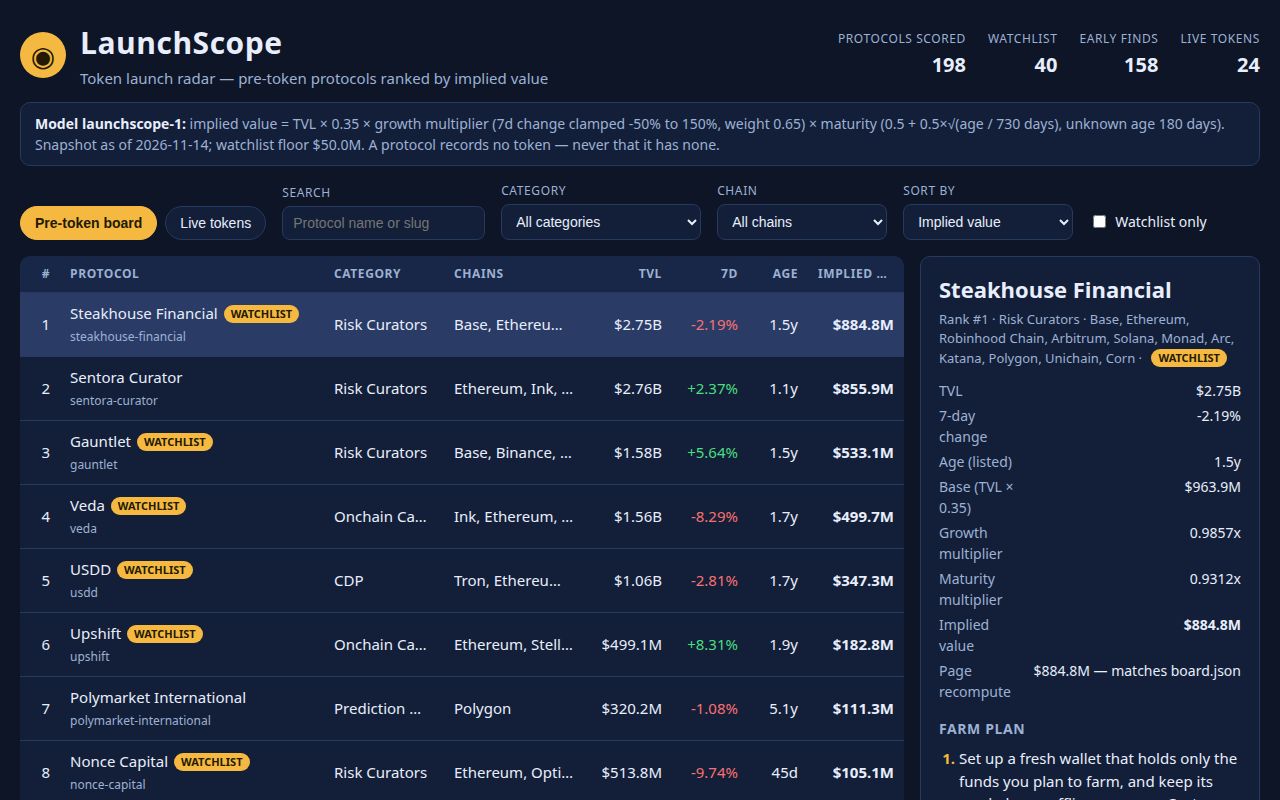 LaunchScope
Token launch radar — pre-token protocols ranked by implied value
PROTOCOLS SCORED
198
WATCHLIST
40
EARLY FINDS
158
LIVE TOKENS
24
Model launchscope-1: implied value = TVL × 0.35 × growth multiplier (7d change clamped -50% to 150%, weight 0.65) × maturity (0.5 + 0.5×√(age / 730 days), unknown age 180 days).
Snapshot as of 2026-11-14; watchlist floor $50.0M. A protocol records no token — never that it has none.
Pre-token board
Live tokens
SEARCH
Protocol name or slug
CATEGORY
All categories
CHAIN
All chains
SORT BY
Implied value
Watchlist only
# PROTOCOL CATEGORY CHAINS TVL 7D AGE IMPLIED ...
1 Steakhouse Financial WATCHLIST Risk Curators Base, Ethereu... $2.75B -2.19% 1.5y $884.8M
steakhouse-financial
2 Sentora Curator Risk Curators Ethereum, Ink, ... $2.76B +2.37% 1.1y $855.9M
sentora-curator
3 Gauntlet WATCHLIST Risk Curators Base, Binance, ... $1.58B +5.64% 1.5y $533.1M
gauntlet
4 Veda WATCHLIST Onchain Ca... Ink, Ethereum, ... $1.56B -8.29% 1.7y $499.7M
veda
5 USDD WATCHLIST CDP Tron, Ethereu... $1.06B -2.81% 1.7y $347.3M
usdd
6 Upshift WATCHLIST Onchain Ca... Ethereum, Stell... $499.1M +8.31% 1.9y $182.8M
upshift
7 Polymarket International Prediction ... Polygon $320.2M -1.08% 5.1y $111.3M
polymarket-international
8 Nonce Capital WATCHLIST Risk Curators Ethereum, Opti... $513.8M -9.74% 45d $105.1M
nonce-capital
Steakhouse Financial
Rank #1 · Risk Curators · Base, Ethereum,
Robinhood Chain, Arbitrum, Solana, Monad, Arc,
Katana, Polygon, Unichain, Corn · WATCHLIST
TVL $2.75B
7-day change -2.19%
Age (listed) 1.5y
Base (TVL × 0.35) $963.9M
Growth multiplier 0.9857x
Maturity multiplier 0.9312x
Implied value $884.8M
Page recompute $884.8M — matches board.json
FARM PLAN
1. Set up a fresh wallet that holds only the
funds you plan to farm, and keep its